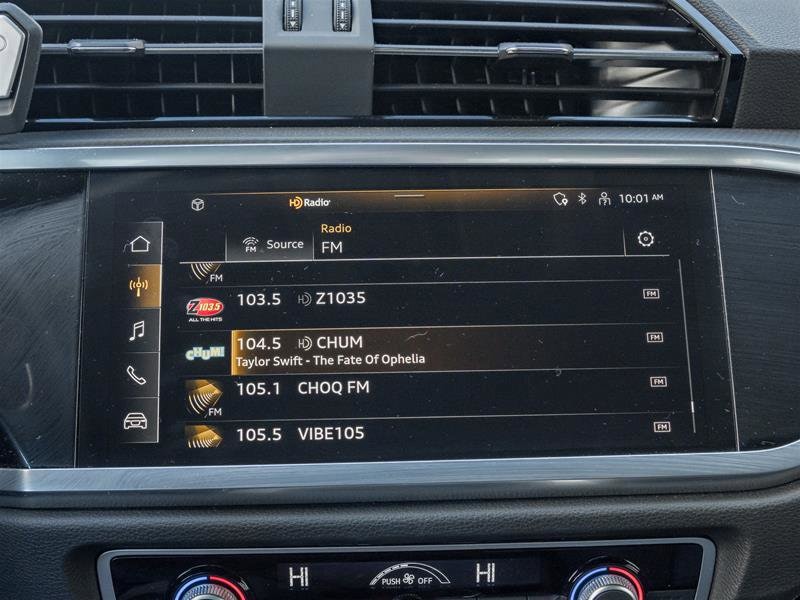 HD Radio 10:01 AM
Radio
FM Source FM
FM
Z103.5 103.5 HD Z1035 FM
ALL THE HITS
CHUM! 104.5 HD CHUM FM
Taylor Swift - The Fate Of Ophelia
105.1 CHOQ FM FM
FM
105.5 VIBE105 FM
HI PUSH OFF HI